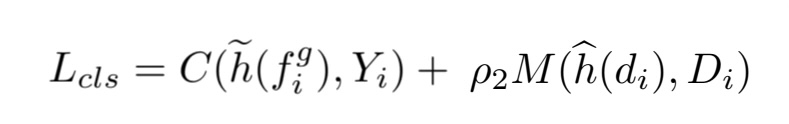 $L_{cls} = C(\widetilde{h}(f_i^g), Y_i) + \rho_2 M(\widehat{h}(d_i), D_i)$